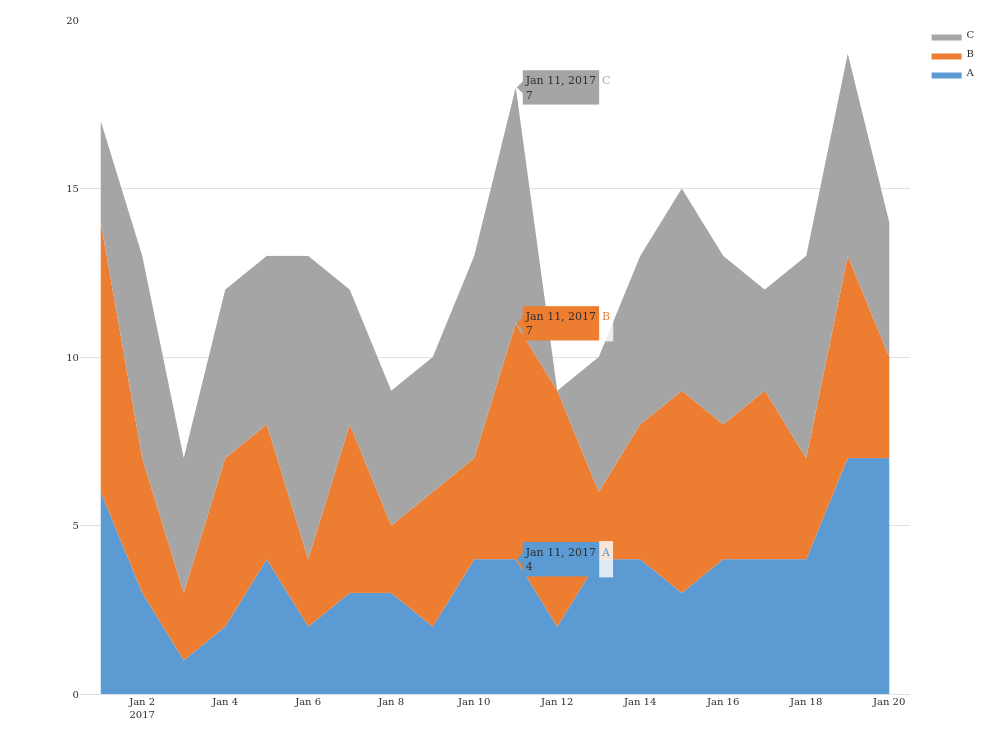 20
15
10
5
0
Jan 11, 2017 C
7
Jan 11, 2017 B
7
Jan 11, 2017 A
4
Jan 2
2017
Jan 4
Jan 6
Jan 8
Jan 10
Jan 12
Jan 14
Jan 16
Jan 18
Jan 20
C
B
A